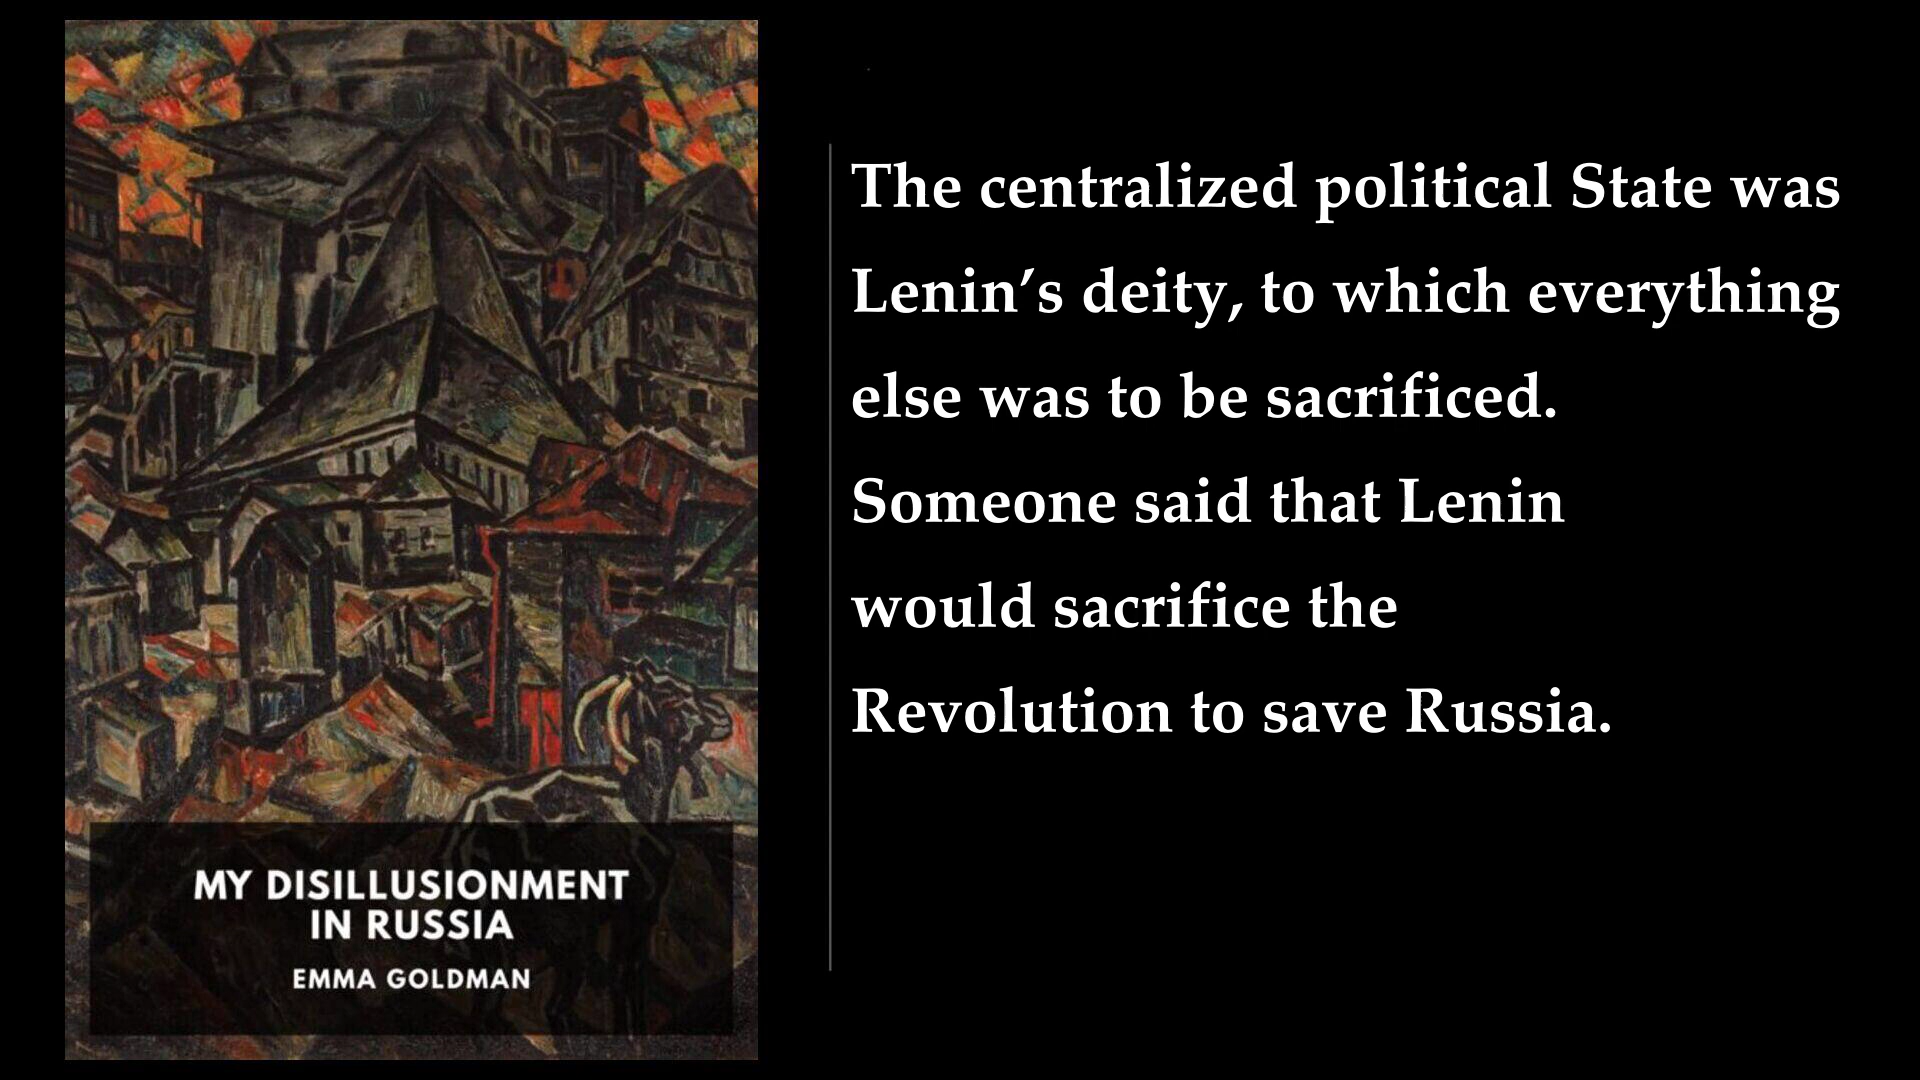 MY DISILLUSIONMENT
IN RUSSIA
EMMA GOLDMAN
The centralized political State was
Lenin’s deity, to which everything
else was to be sacrificed.
Someone said that Lenin
would sacrifice the
Revolution to save Russia.